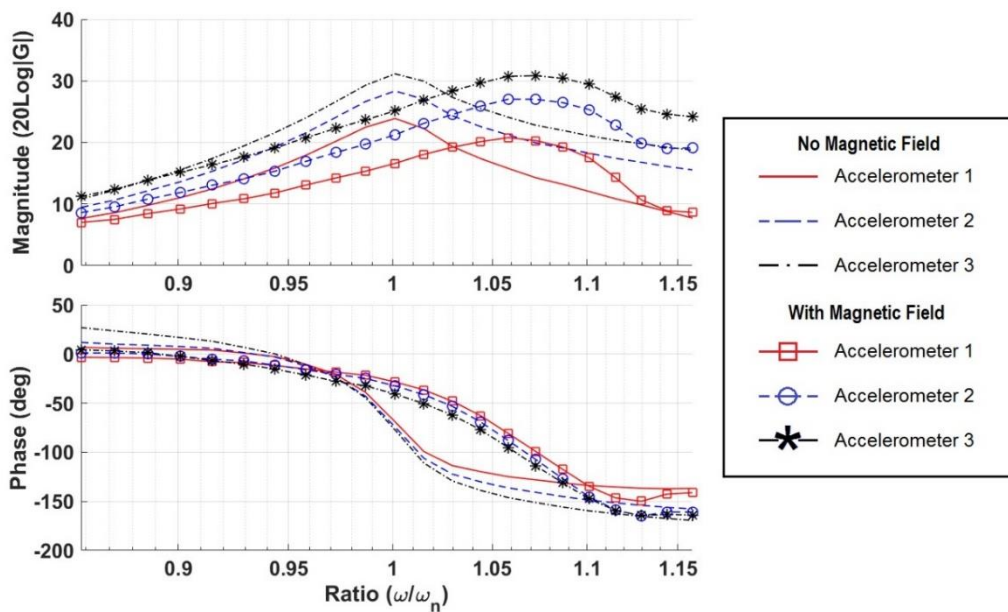 Magnitude (20Log|G|)
40
30
20
10
0
0.9 0.95 1 1.05 1.1 1.15
Phase (deg)
50
0
-50
-100
-150
-200
0.9 0.95 1 1.05 1.1 1.15
Ratio (ω/ωn)
No Magnetic Field
Accelerometer 1
Accelerometer 2
Accelerometer 3
With Magnetic Field
Accelerometer 1
Accelerometer 2
Accelerometer 3